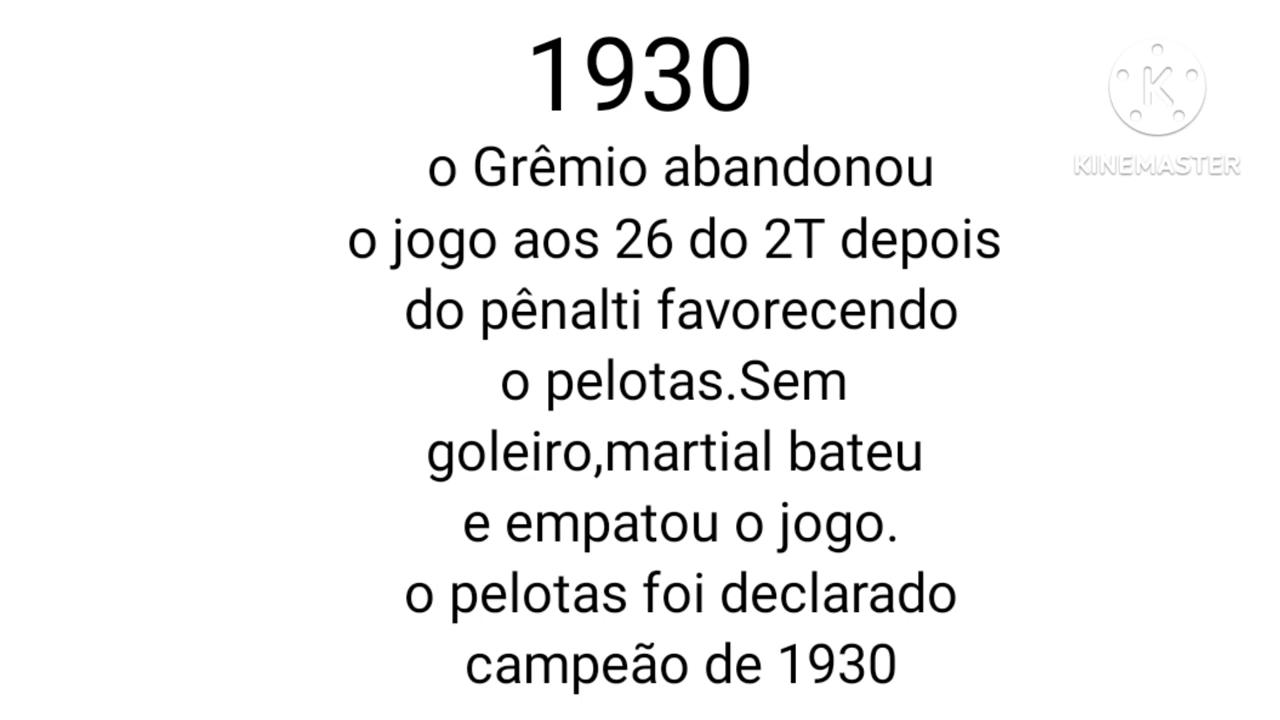 1930
o Grêmio abandonou
o jogo aos 26 do 2T depois
do pênalti favorecendo
o pelotas.Sem
goleiro,martial bateu
e empatou o jogo.
o pelotas foi declarado
campeão de 1930
K
KINEMASTER